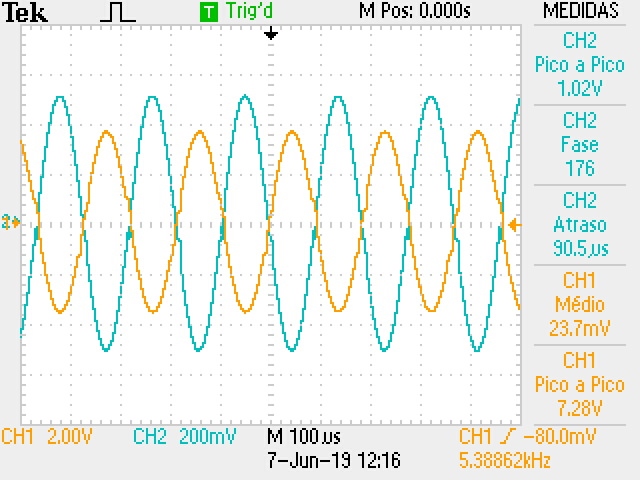 Tek T Trig'd M Pos: 0.000s MEDIDAS
CH2
Pico a Pico
1.02V
CH2
Fase
176
CH2
Atraso
90.5µs
CH1
Médio
23.7mV
CH1
Pico a Pico
7.28V
CH1 2.00V CH2 200mV M 100µs CH1 -80.0mV
7-Jun-19 12:16 5.38862kHz